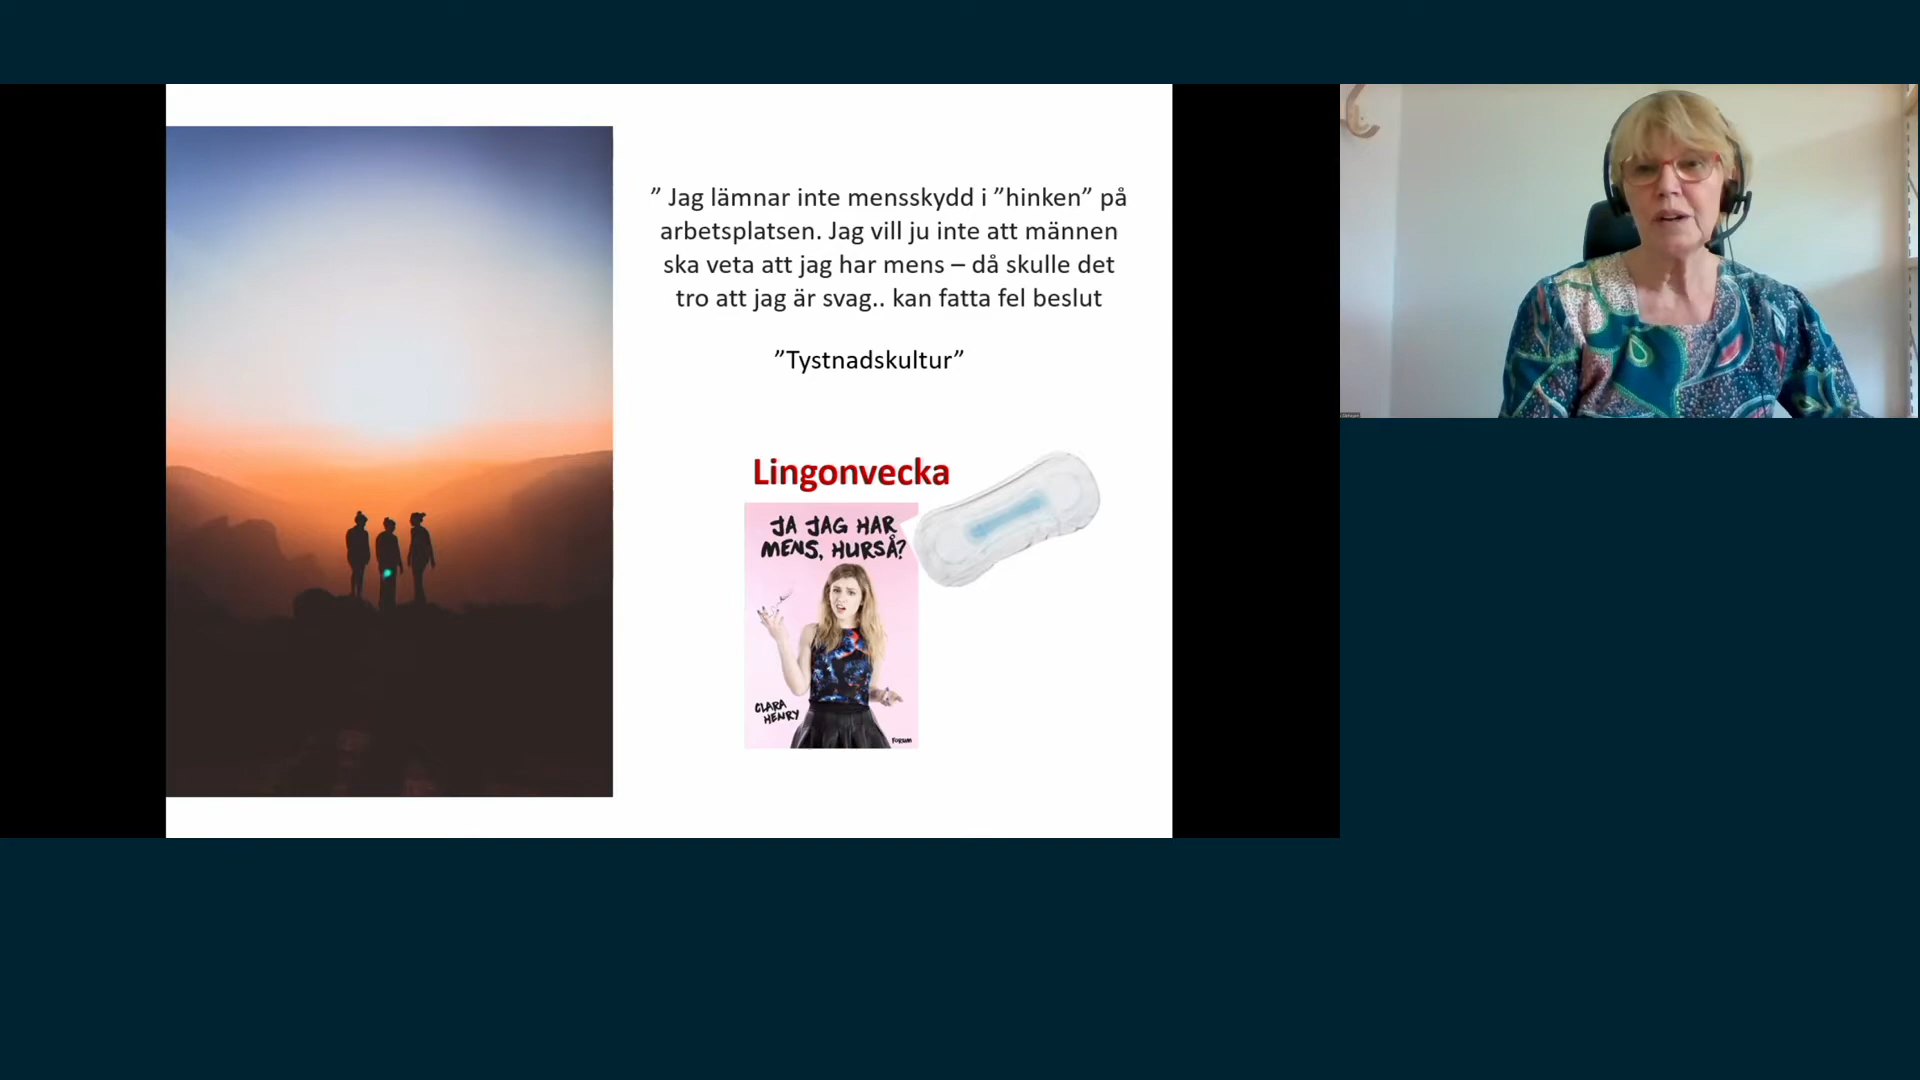 ” Jag lämnar inte mensskydd i ”hinken” på
arbetsplatsen. Jag vill ju inte att männen
ska veta att jag har mens – då skulle det
tro att jag är svag.. kan fatta fel beslut
”Tystnadskultur”
Lingonvecka
JA JAG HAR
MENS, HURSÅ?
CLARA
HENRY
FORUM